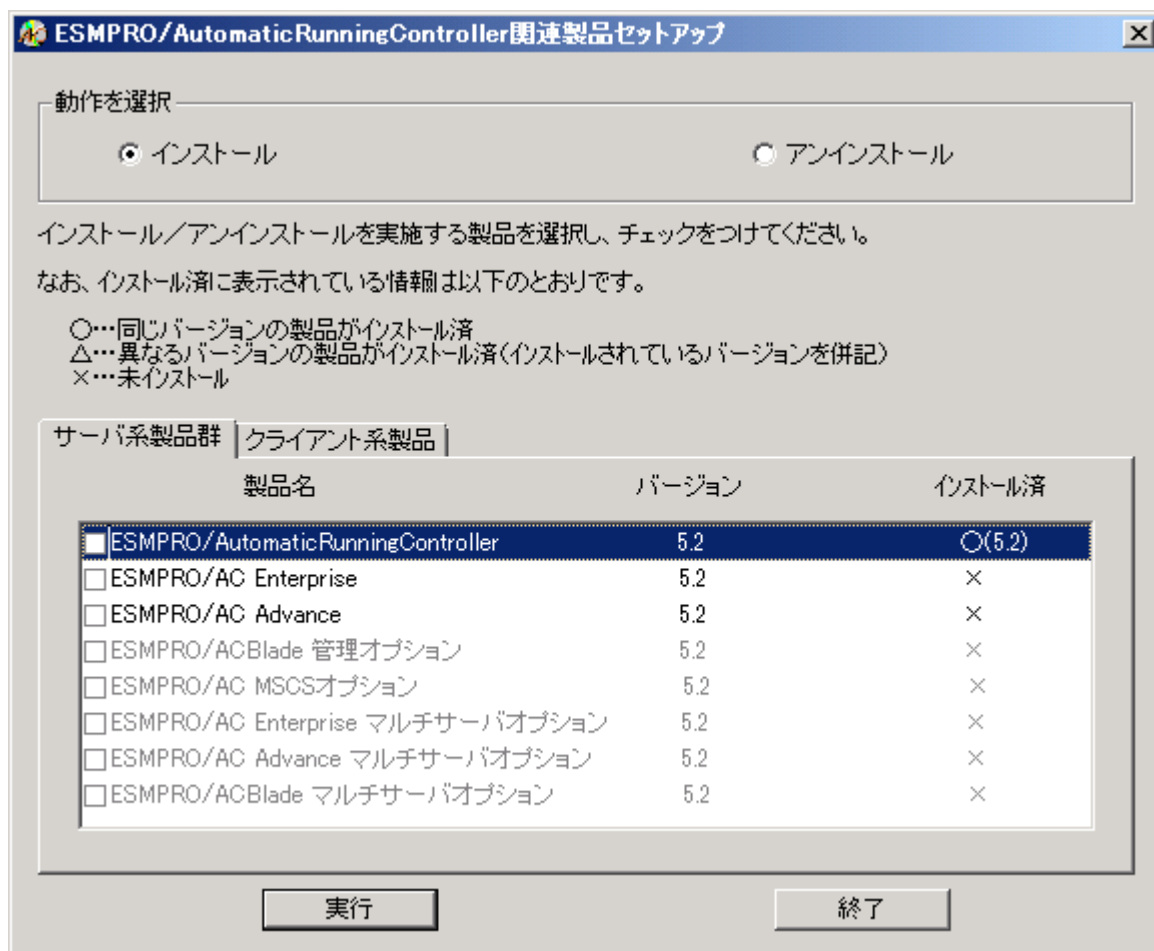 ESMPRO/AutomaticRunningController関連製品セットアップ
動作を選択
インストール アンインストール
インストール／アンインストールを実施する製品を選択し、チェックをつけてください。
なお、インストール済に表示されている情報は以下のとおりです。
○…同じバージョンの製品がインストール済
△…異なるバージョンの製品がインストール済(インストールされているバージョンを併記)
×…未インストール
サーバ系製品群 クライアント系製品
製品名 バージョン インストール済
ESMPRO/AutomaticRunningController 5.2 ○(5.2)
ESMPRO/AC Enterprise 5.2 ×
ESMPRO/AC Advance 5.2 ×
ESMPRO/ACBlade 管理オプション 5.2 ×
ESMPRO/AC MSCSオプション 5.2 ×
ESMPRO/AC Enterprise マルチサーバオプション 5.2 ×
ESMPRO/AC Advance マルチサーバオプション 5.2 ×
ESMPRO/ACBlade マルチサーバオプション 5.2 ×
実行 終了